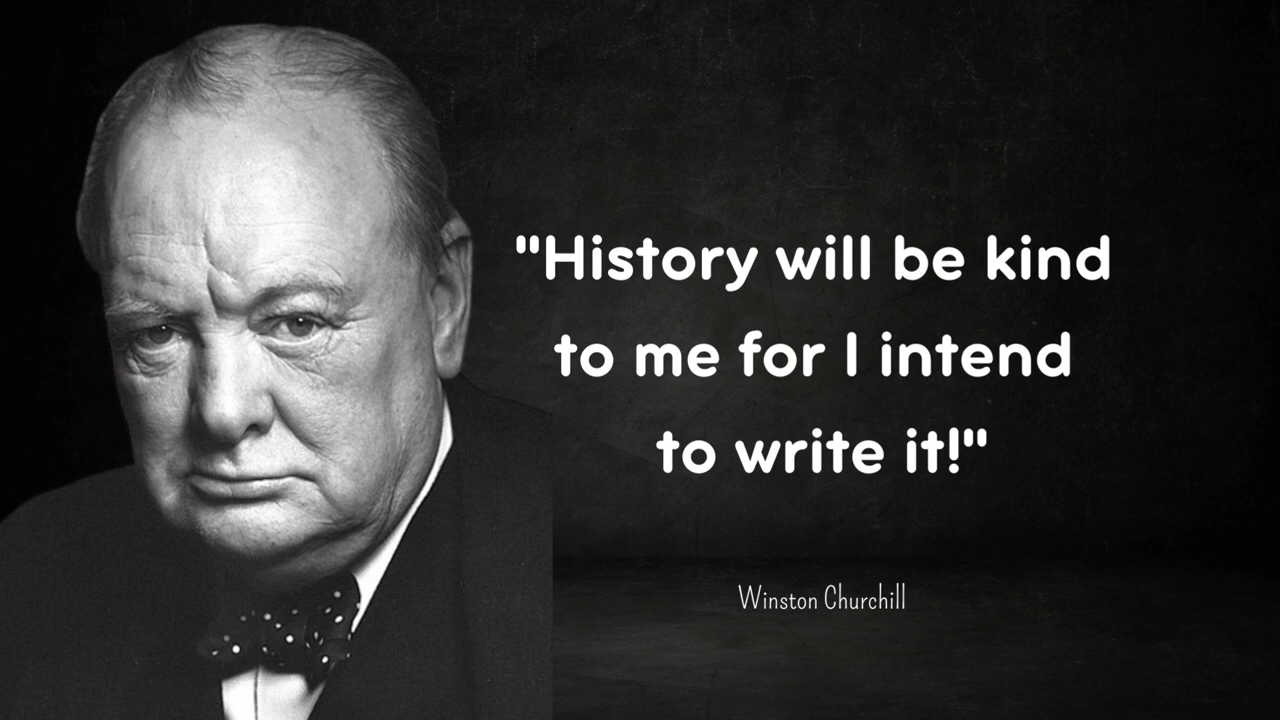 "History will be kind
to me for I intend
to write it!"
Winston Churchill